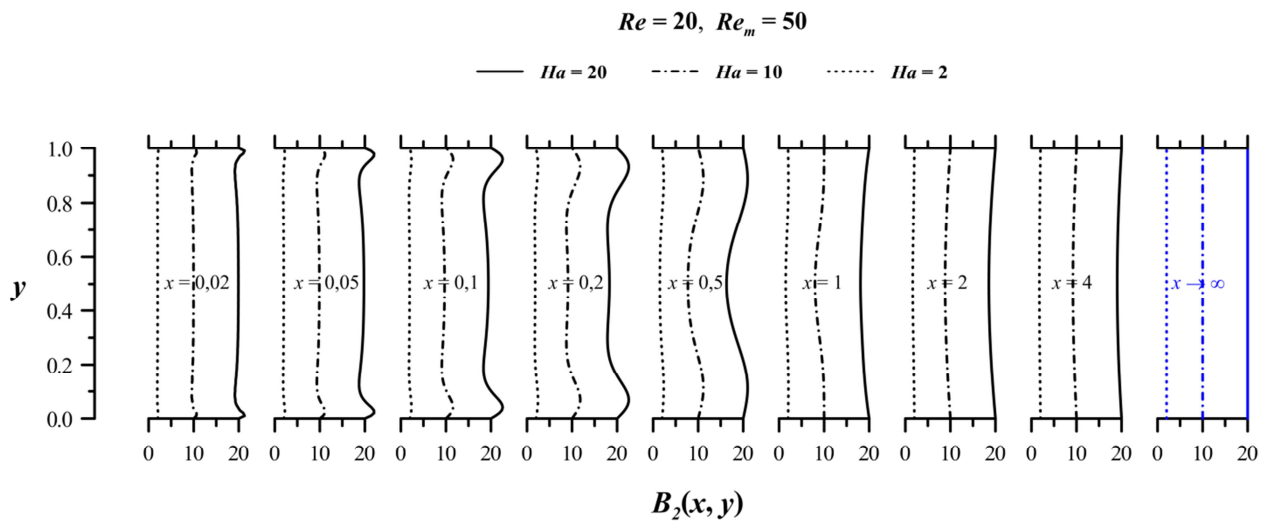 Re = 20, Re_m = 50
Ha = 20 Ha = 10 Ha = 2
1.0
0.8
0.6
0.4
0.2
0.0
y
x = 0,02 x = 0,05 x = 0,1 x = 0,2 x = 0,5 x = 1 x = 2 x = 4 x → ∞
0 10 20 0 10 20 0 10 20 0 10 20 0 10 20 0 10 20 0 10 20 0 10 20 0 10 20
B_2(x, y)